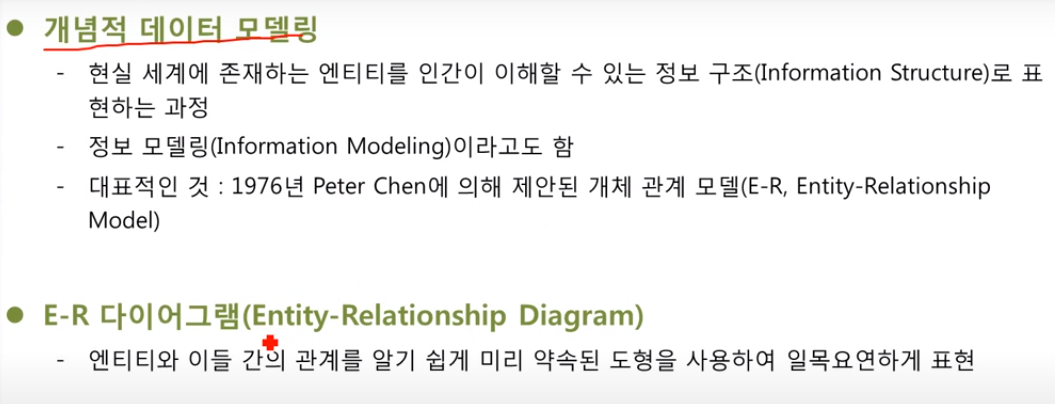 ● 개념적 데이터 모델링
- 현실 세계에 존재하는 엔티티를 인간이 이해할 수 있는 정보 구조(Information Structure)로 표
현하는 과정
- 정보 모델링(Information Modeling)이라고도 함
- 대표적인 것 : 1976년 Peter Chen에 의해 제안된 개체 관계 모델(E-R, Entity-Relationship
Model)
● E-R 다이어그램(Entity-Relationship Diagram)
- 엔티티와 이들 간의 관계를 알기 쉽게 미리 약속된 도형을 사용하여 일목요연하게 표현